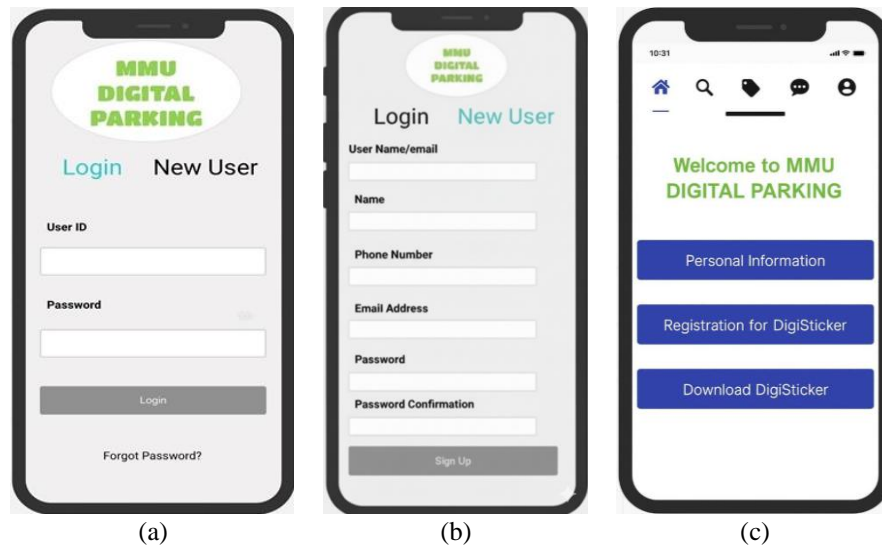 MMU
DIGITAL
PARKING
Login New User
User ID
Password
Login
Forgot Password?
(a)
MMU
DIGITAL
PARKING
Login New User
User Name/email
Name
Phone Number
Email Address
Password
Password Confirmation
Sign Up
(b)
10:31
Welcome to MMU
DIGITAL PARKING
Personal Information
Registration for DigiSticker
Download DigiSticker
(c)